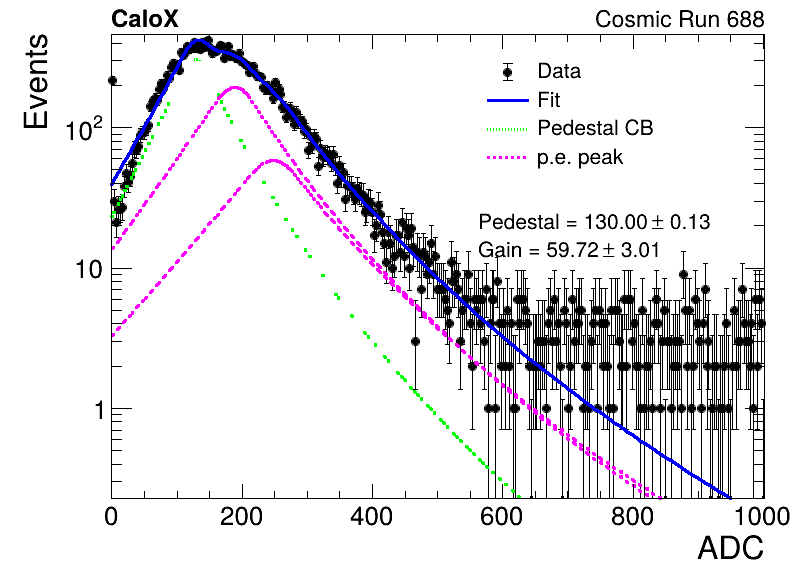 CaloX Cosmic Run 688
Events
Data
Fit
Pedestal CB
p.e. peak
Pedestal = 130.00 ± 0.13
Gain = 59.72 ± 3.01
10²
10
1
0 200 400 600 800 1000
ADC